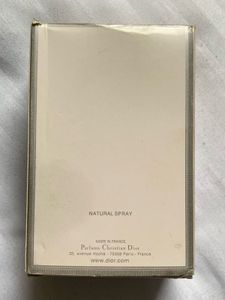 NATURAL SPRAY
MADE IN FRANCE
Parfums Christian Dior
33, avenue Hoche - 75008 Paris - France
www.dior.com